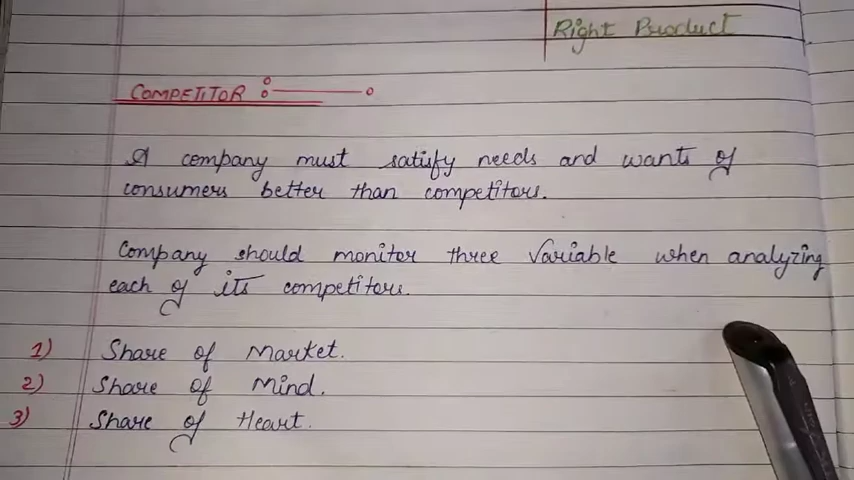 Right Product
COMPETITOR :
A company must satisfy needs and wants of
consumers better than competitors.
Company should monitor three Variable when analyzing
each of its competitors.
1) Share of Market.
2) Share of Mind.
3) Share of Heart.